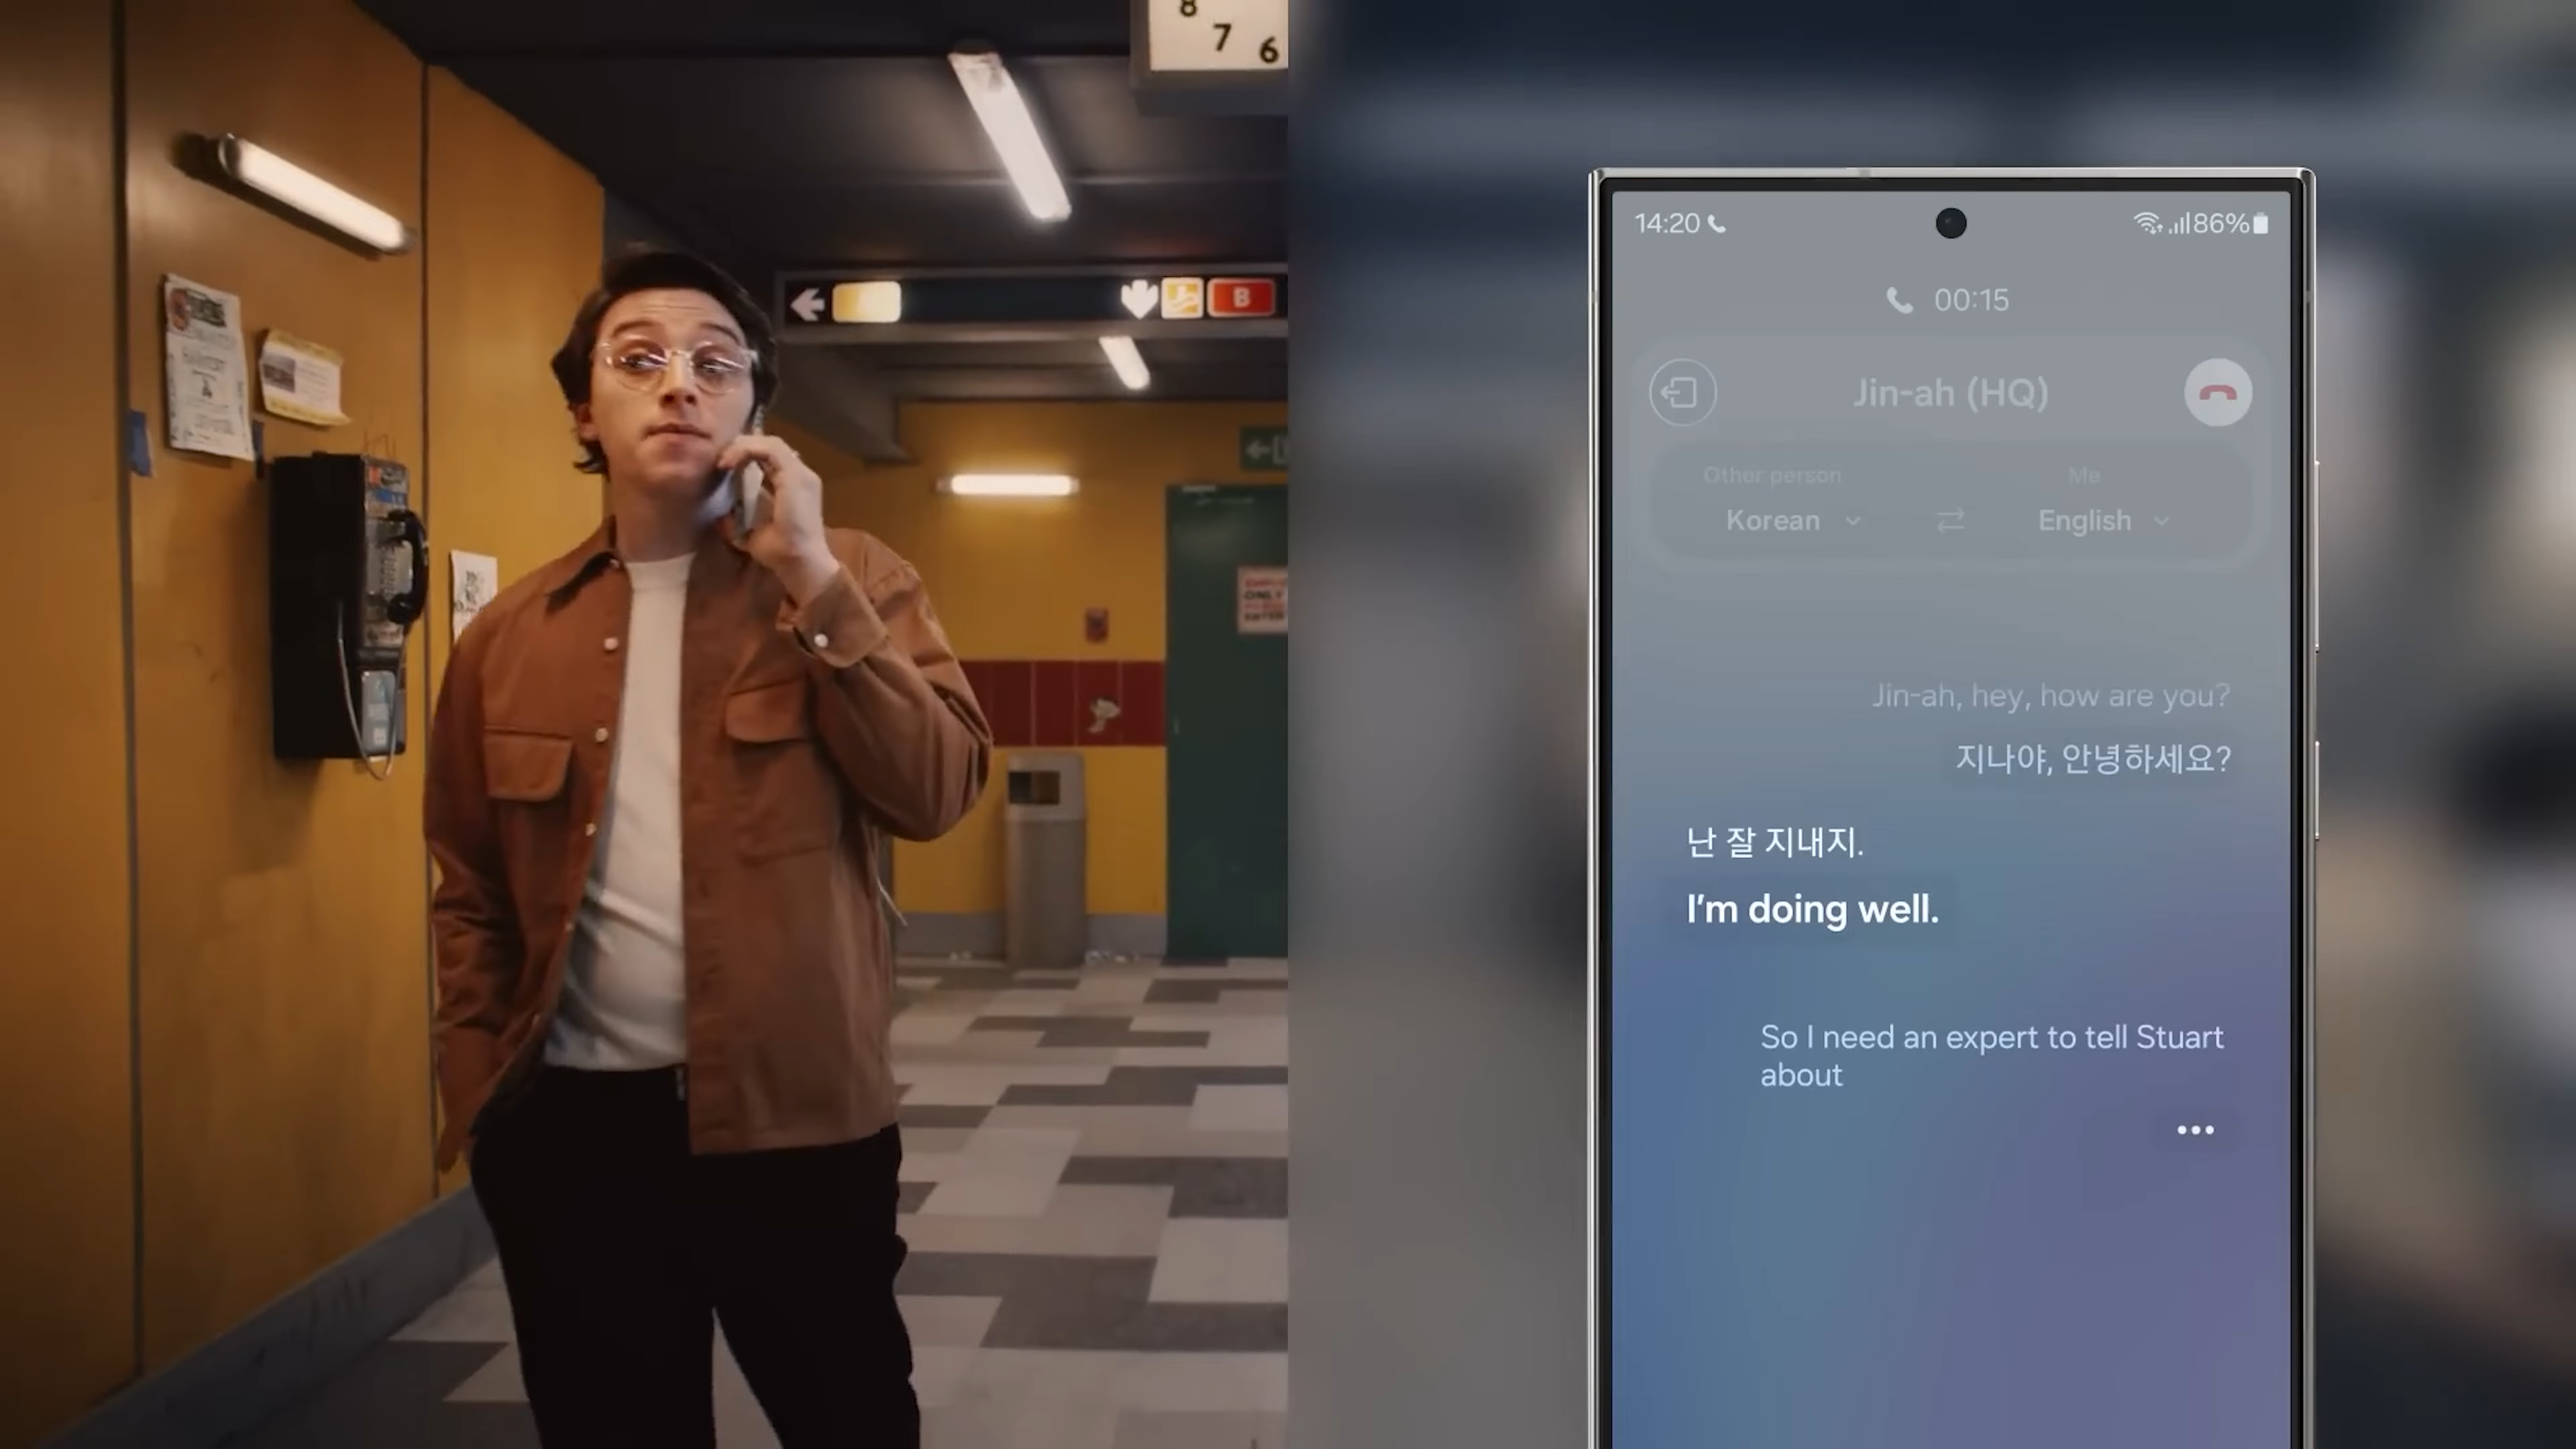 8
7
6
B
ONLY
14:20
86%
00:15
Jin-ah (HQ)
Other person
Me
Korean
English
Jin-ah, hey, how are you?
지나야, 안녕하세요?
난 잘 지내지.
I'm doing well.
So I need an expert to tell Stuart
about